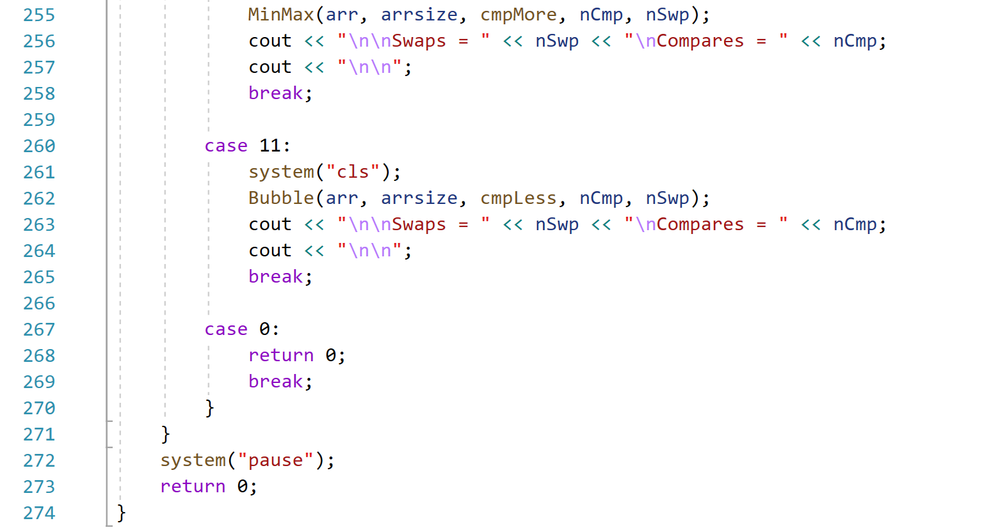 255                MinMax(arr, arrsize, cmpMore, nCmp, nSwp);
256                cout << "\n\nSwaps = " << nSwp << "\nCompares = " << nCmp;
257                cout << "\n\n";
258                break;
259
260            case 11:
261                system("cls");
262                Bubble(arr, arrsize, cmpLess, nCmp, nSwp);
263                cout << "\n\nSwaps = " << nSwp << "\nCompares = " << nCmp;
264                cout << "\n\n";
265                break;
266
267            case 0:
268                return 0;
269                break;
270            }
271        }
272        system("pause");
273        return 0;
274    }